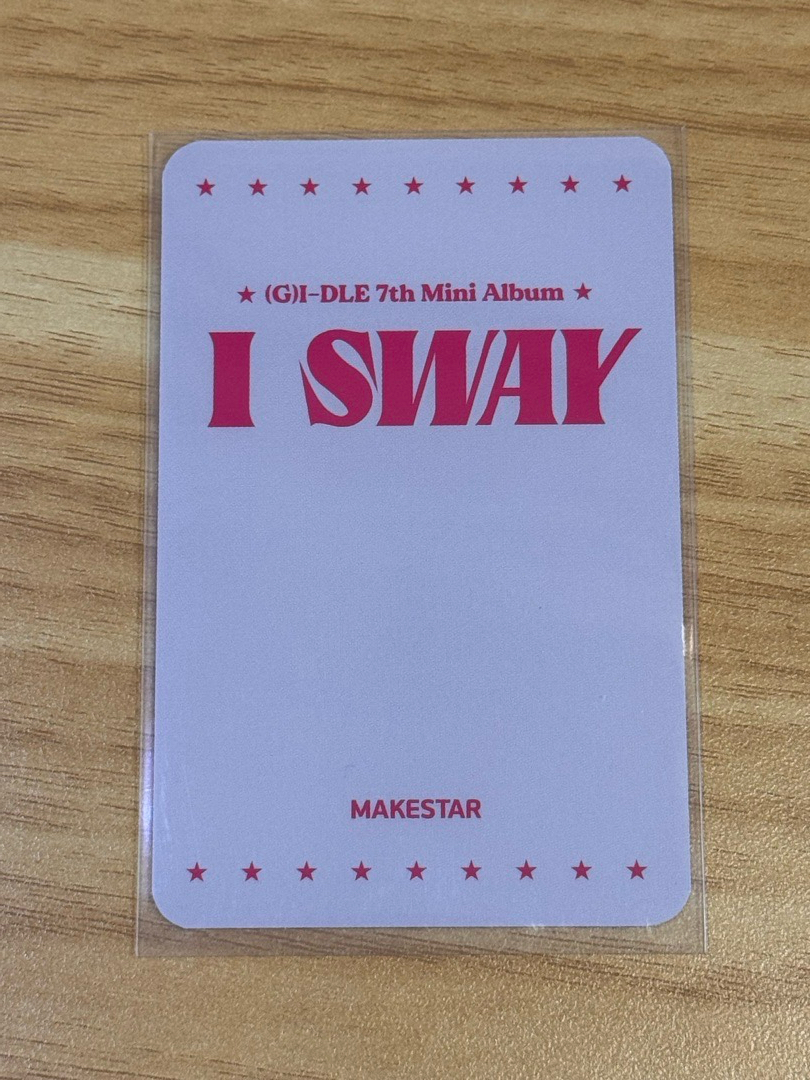 ★ ★ ★ ★ ★ ★ ★ ★ ★
★ (G)I-DLE 7th Mini Album ★
I SWAY
MAKESTAR
★ ★ ★ ★ ★ ★ ★ ★ ★